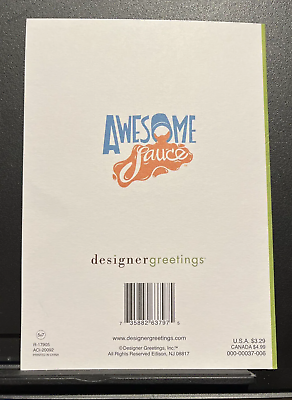 AWESOME
Sauce
designergreetings
7 35882 63797 8
www.designergreetings.com
©Designer Greetings, Inc.™
All Rights Reserved Edison, NJ 08817
U.S.A. $3.29
CANADA $4.99
000-00037-006